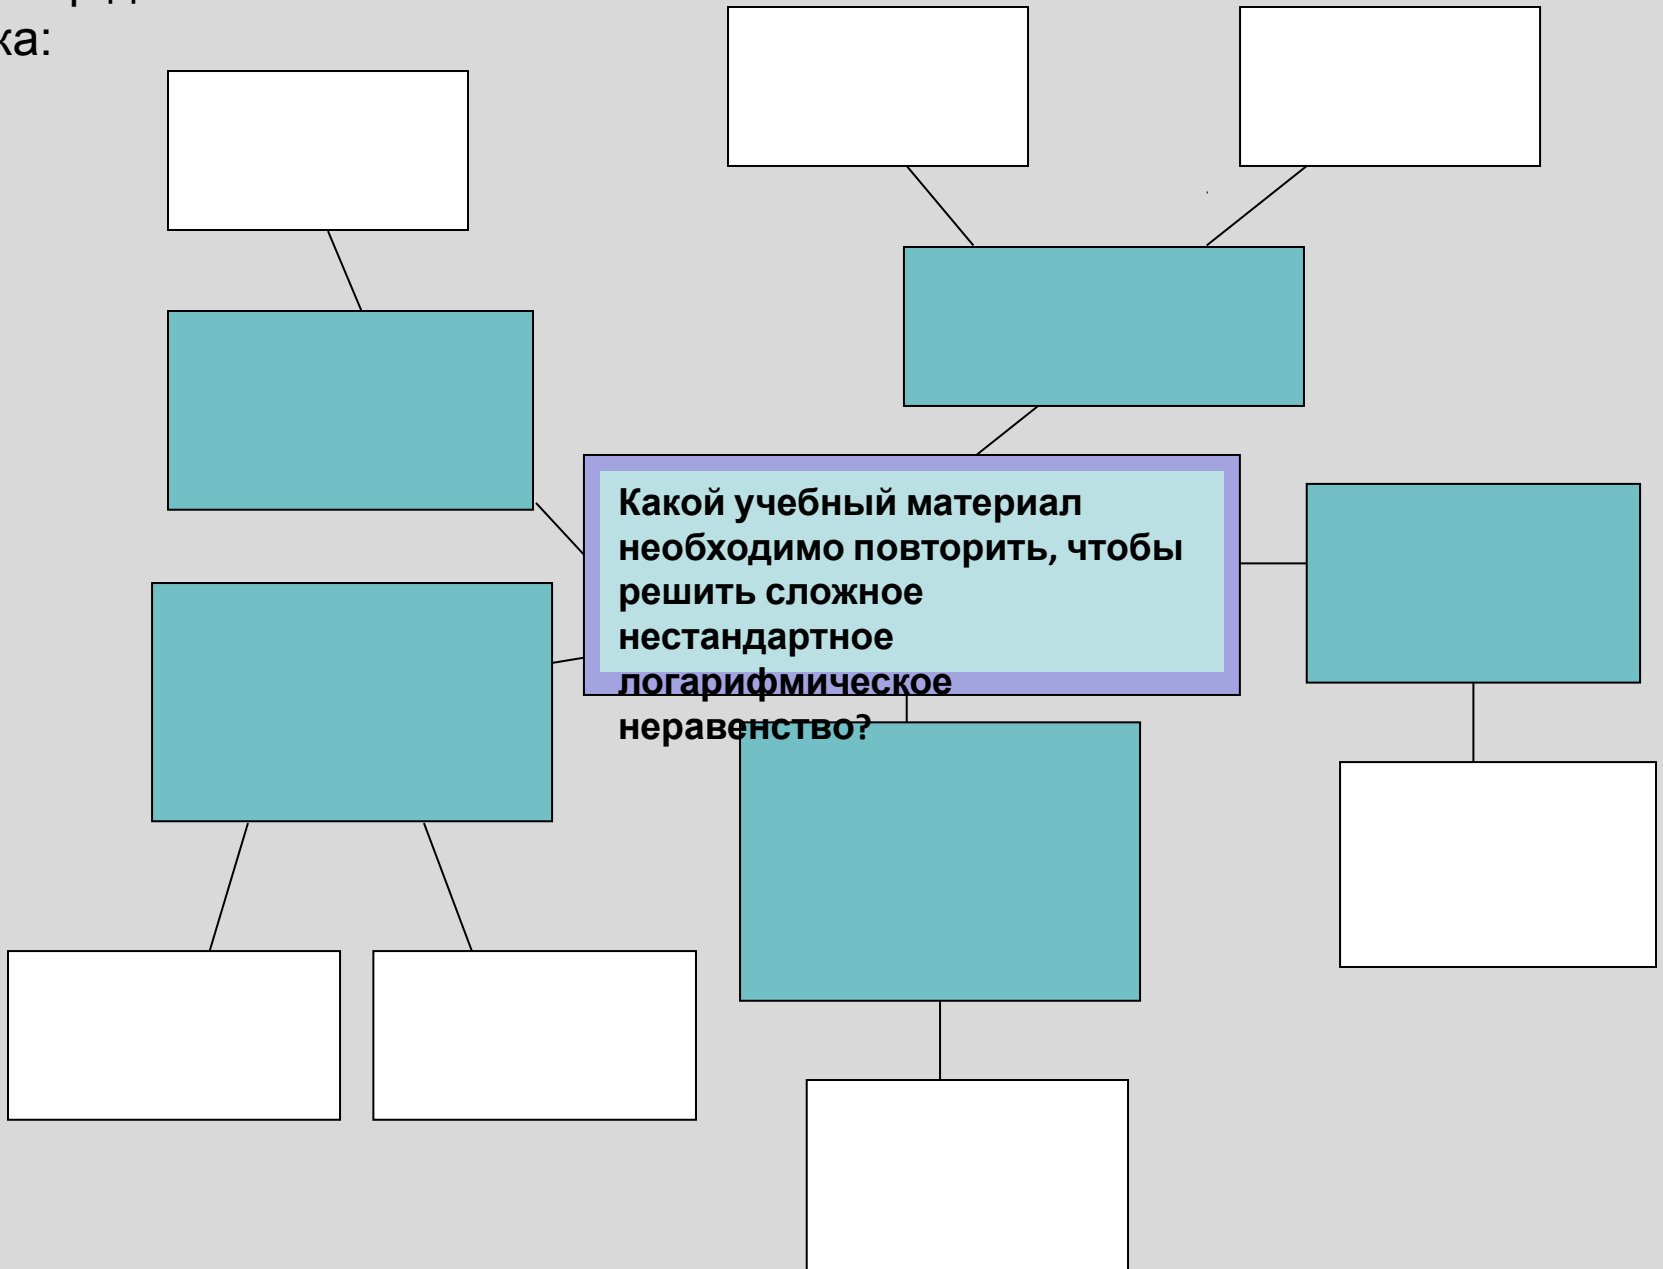 ка:
Какой учебный материал
необходимо повторить, чтобы
решить сложное
нестандартное
логарифмическое
неравенство?